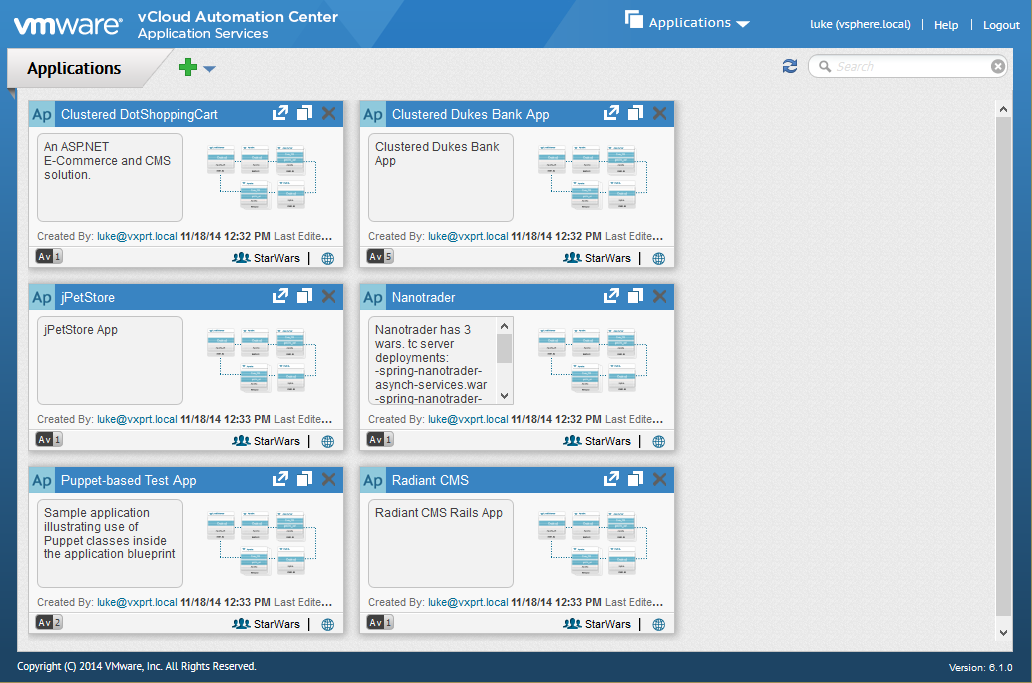 vmware® vCloud Automation Center
Application Services
Applications
luke (vsphere.local) | Help | Logout
Applications
Search
Ap Clustered DotShoppingCart
An ASP.NET
E-Commerce and CMS
solution.
Created By: luke@vxprt.local 11/18/14 12:32 PM Last Edite...
Av 1
StarWars |
Ap Clustered Dukes Bank App
Clustered Dukes Bank
App
Created By: luke@vxprt.local 11/18/14 12:32 PM Last Edite...
Av 5
StarWars |
Ap jPetStore
jPetStore App
Created By: luke@vxprt.local 11/18/14 12:33 PM Last Edite...
Av 1
StarWars |
Ap Nanotrader
Nanotrader has 3
wars. tc server
deployments:
-spring-nanotrader-
asynch-services.war
-spring-nanotrader-
Created By: luke@vxprt.local 11/18/14 12:32 PM Last Edite...
Av 1
StarWars |
Ap Puppet-based Test App
Sample application
illustrating use of
Puppet classes inside
the application blueprint
Created By: luke@vxprt.local 11/18/14 12:33 PM Last Edite...
Av 2
StarWars |
Ap Radiant CMS
Radiant CMS Rails App
Created By: luke@vxprt.local 11/18/14 12:33 PM Last Edite...
Av 1
StarWars |
Copyright (C) 2014 VMware, Inc. All Rights Reserved.
Version: 6.1.0